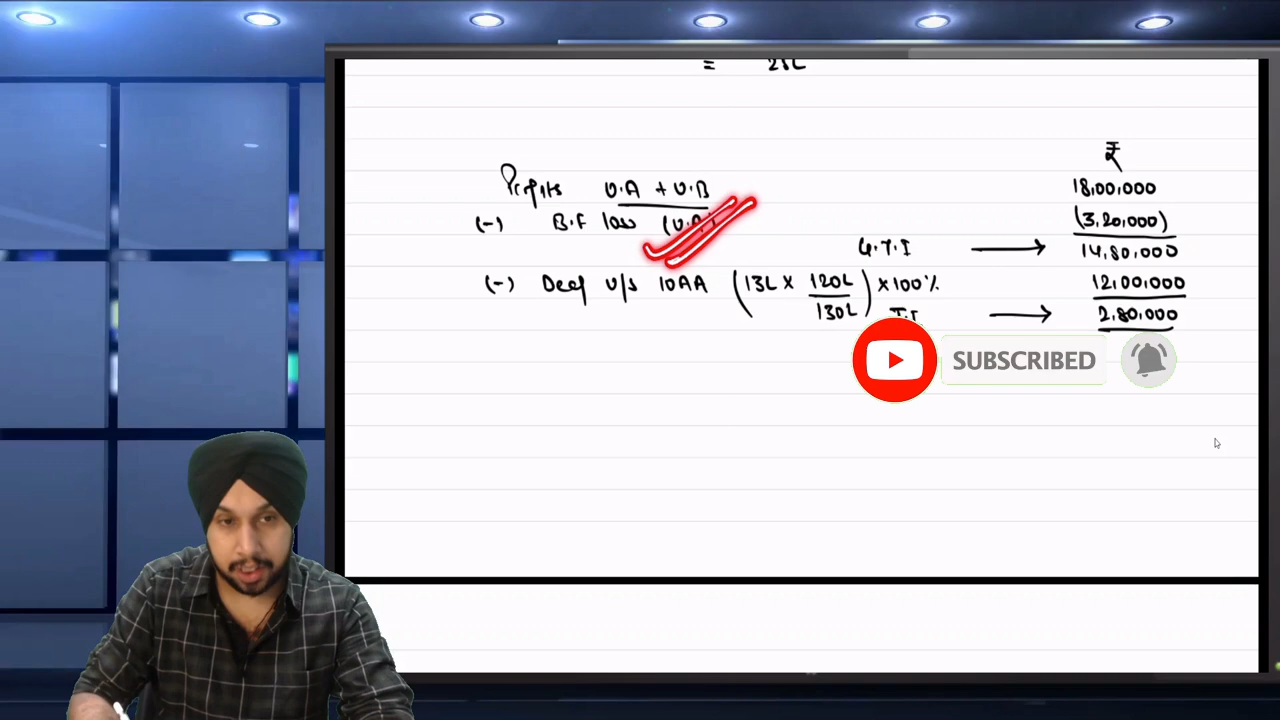 = 25L
₹
Profits U.A + U.B 18,00,000
(-) B.F loss (U.A) (3,20,000)
G.T.I → 14,80,000
(-) Ded u/s 10AA (13L × 120L/130L) × 100% 12,00,000
T.I → 2,80,000
SUBSCRIBED